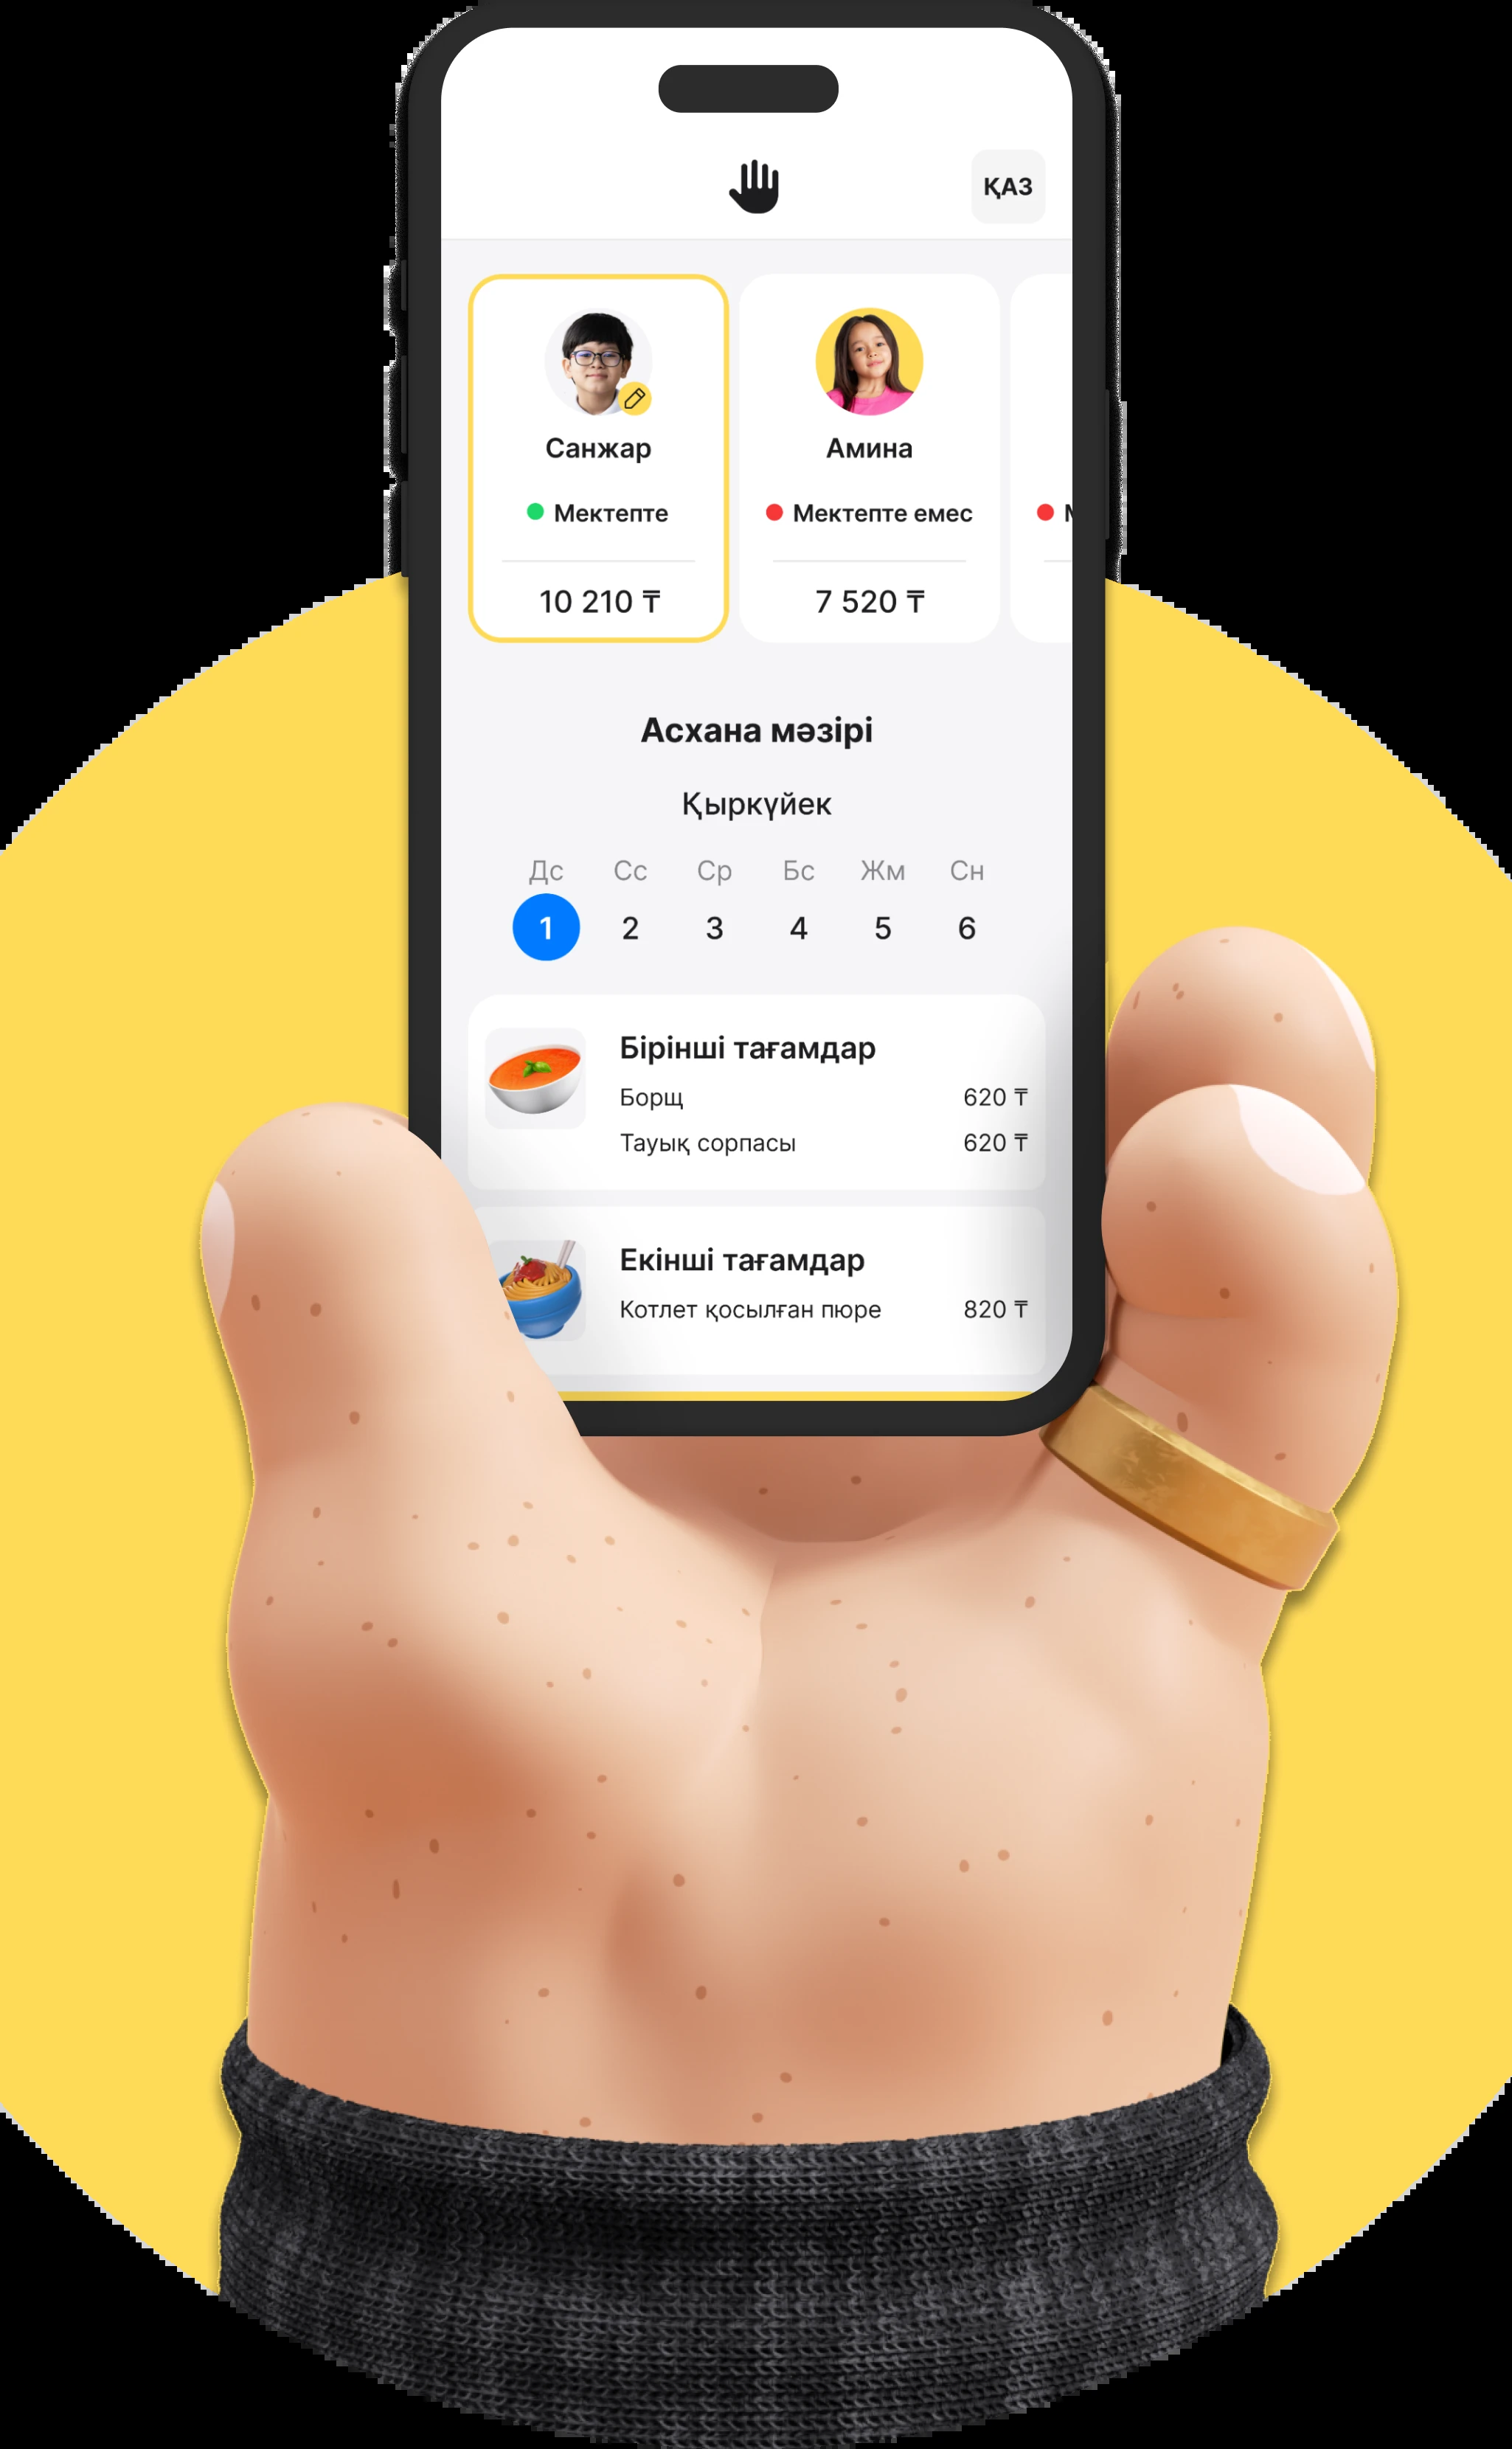 ҚАЗ
Санжар
Амина
Мектепте
Мектепте емес
10 210 ₸
7 520 ₸
Асхана мәзірі
Қыркүйек
Дс Сс Ср Бс Жм Сн
1 2 3 4 5 6
Бірінші тағамдар
Борщ 620 ₸
Тауық сорпасы 620 ₸
Екінші тағамдар
Котлет қосылған пюре 820 ₸